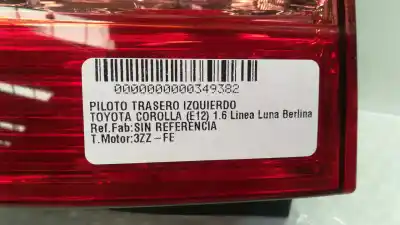 0000000000349382
PILOTO TRASERO IZQUIERDO
TOYOTA COROLLA (E12) 1.6 Linea Luna Berlina
Ref.Fab:SIN REFERENCIA
T.Motor:3ZZ-FE